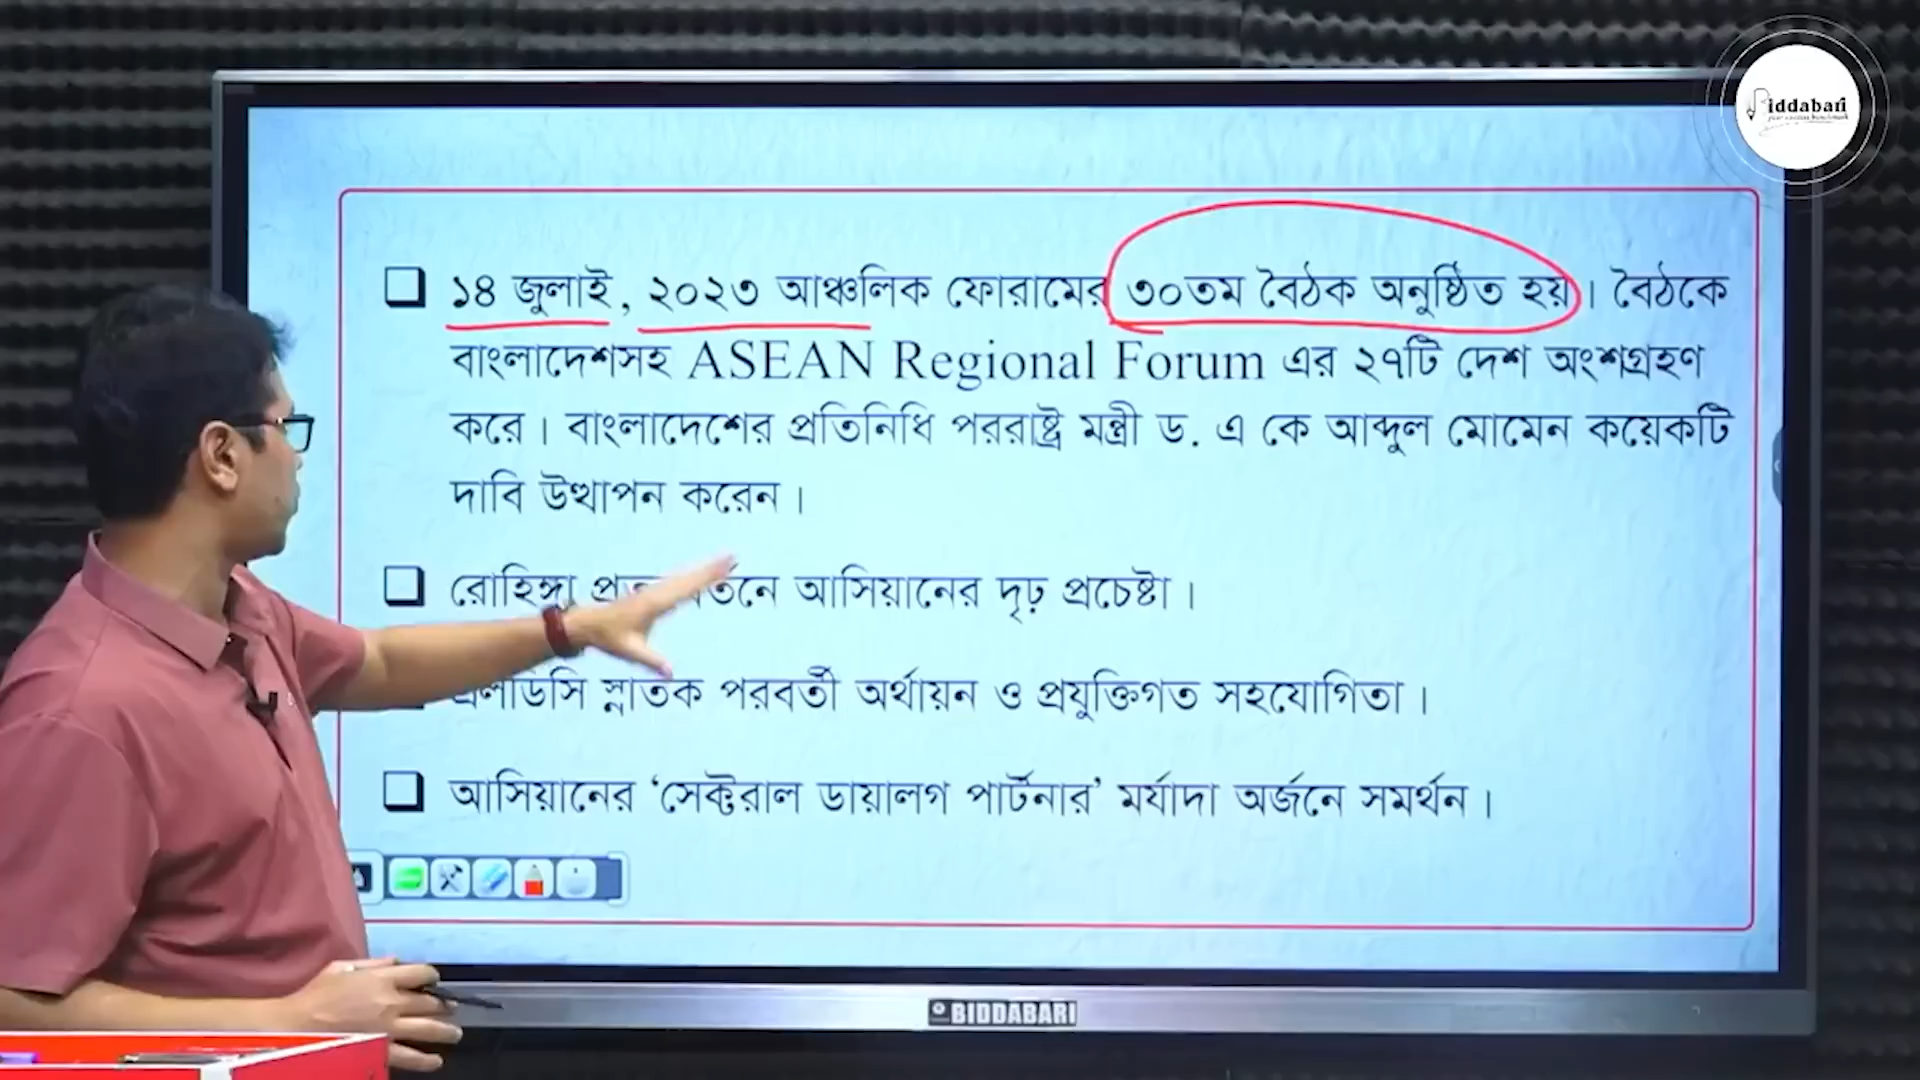 Biddabari
১৪ জুলাই, ২০২৩ আঞ্চলিক ফোরামের ৩০তম বৈঠক অনুষ্ঠিত হয়। বৈঠকে
বাংলাদেশসহ ASEAN Regional Forum এর ২৭টি দেশ অংশগ্রহণ
করে। বাংলাদেশের প্রতিনিধি পররাষ্ট্র মন্ত্রী ড. এ কে আব্দুল মোমেন কয়েকটি
দাবি উত্থাপন করেন।
রোহিঙ্গা আসিয়ানের দৃঢ় প্রচেষ্টা।
এলডিসি স্নাতক পরবর্তী অর্থায়ন ও প্রযুক্তিগত সহযোগিতা।
আসিয়ানের ‘সেক্টরাল ডায়ালগ পার্টনার’ মর্যাদা অর্জনে সমর্থন।
BIDDABARI